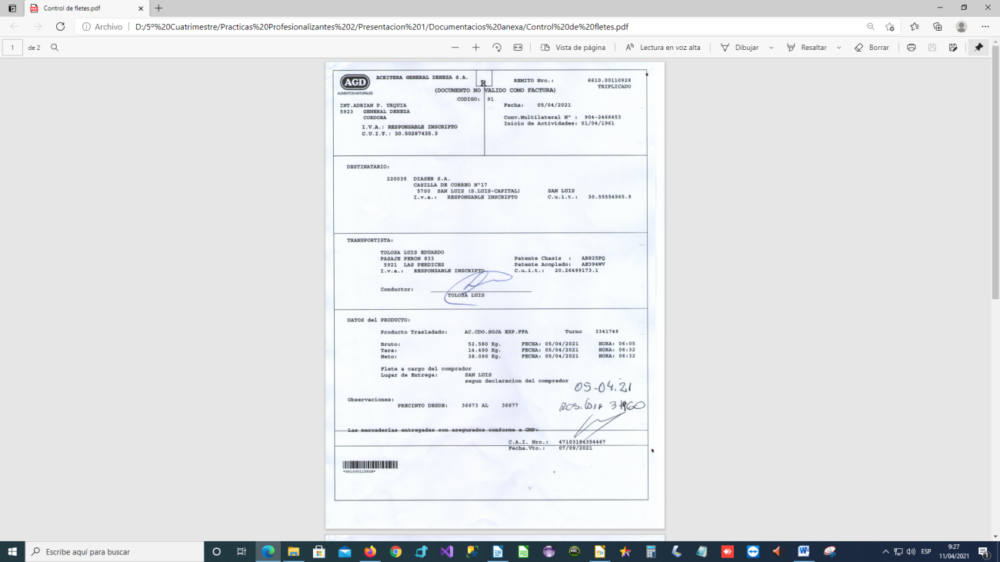 Control de fletes.pdf
Archivo
D:/5º%20Cuatrimestre/Practicas%20Profesionalizantes%202/Presentacion%201/Documentacios%20anexa/Control%20de%20fletes.pdf
1 de 2
Vista de página
Lectura en voz alta
Dibujar
Resaltar
Borrar
AGD
ALIMENTOS NATURALES
ACEITERA GENERAL DEHEZA S.A.
R
REMITO Nro.: 6610.00110928
TRIPLICADO
(DOCUMENTO NO VALIDO COMO FACTURA)
CODIGO: 91
INT.ADRIAN P. URQUIA
5923 GENERAL DEHEZA
CORDOBA
I.V.A.: RESPONSABLE INSCRIPTO
C.U.I.T.: 30.50287435.3
Fecha: 05/04/2021
Conv.Multilateral Nº : 904-2466453
Inicio de Actividades: 01/04/1961
DESTINATARIO:
220035 DIASER S.A.
CASILLA DE CORREO Nº17
5700 SAN LUIS (S.LUIS-CAPITAL) SAN LUIS
I.v.a.: RESPONSABLE INSCRIPTO C.u.i.t.: 30.55554965.9
TRANSPORTISTA:
TOLOSA LUIS EDUARDO
PASAJE PERON 833 Patente Chasis : AB825PQ
5921 LAS PERDICES Patente Acoplado: AE394WV
I.v.a.: RESPONSABLE INSCRIPTO C.u.i.t.: 20.26499173.1
Conductor:
TOLOSA LUIS
DATOS del PRODUCTO:
Producto Trasladado: AC.CDO.SOJA EXP.FFA Turno 3341749
Bruto: 52.580 Kg. FECHA: 05/04/2021 HORA: 06:05
Tara: 14.490 Kg. FECHA: 05/04/2021 HORA: 06:32
Neto: 38.090 Kg. FECHA: 05/04/2021 HORA: 06:32
Flete a cargo del comprador
Lugar de Entrega: SAN LUIS
segun declaracion del comprador
05-04.21
Observaciones:
PRECINTO DESDE: 36673 AL 36677
Las mercaderías entregadas son asegurados conforme a GMP+
C.A.I. Nro.: 47103184354467
Fecha.Vto.: 07/09/2021
Escribe aquí para buscar
ESP
9:27
11/04/2021